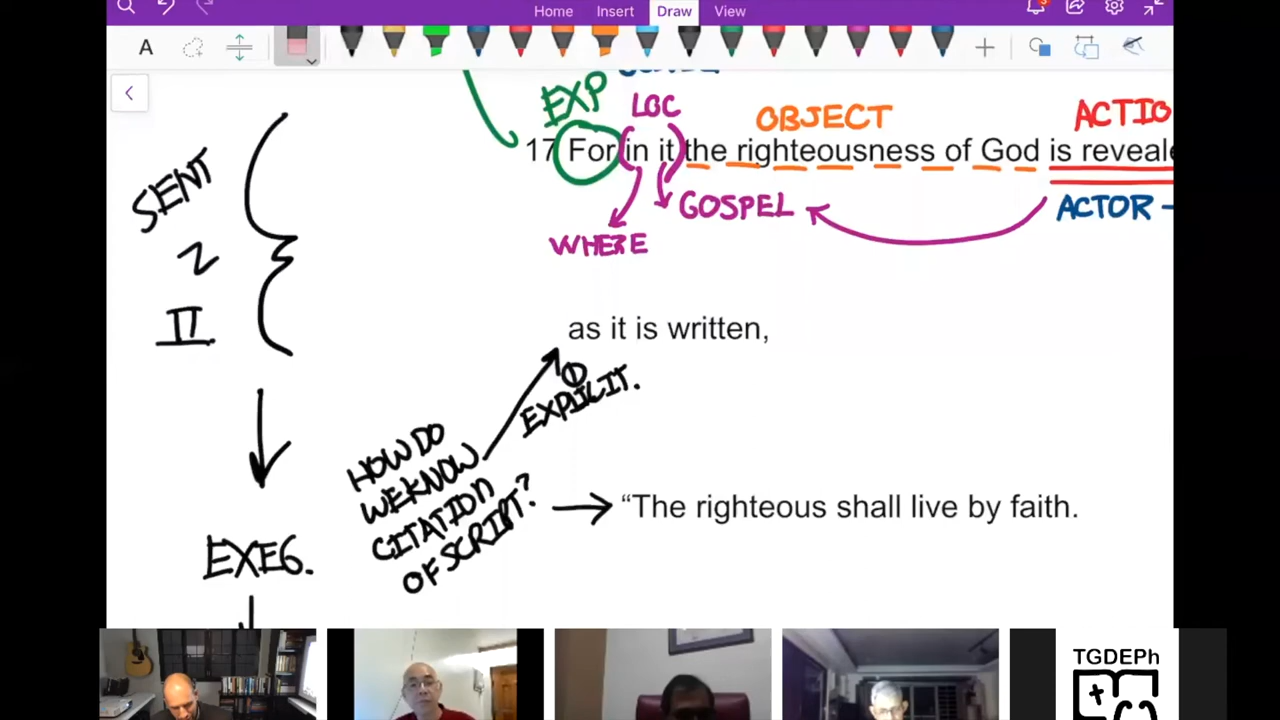 Home Insert Draw View
A
EXP
LOC
OBJECT
ACTIO
17 For in it the righteousness of God is reveale
GOSPEL
ACTOR
WHERE
SENT
2
II
as it is written,
①
EXPLICIT.
HOW DO
WE KNOW
CITATION
OF SCRIPT?
“The righteous shall live by faith.
EXEG.
TGDEPh